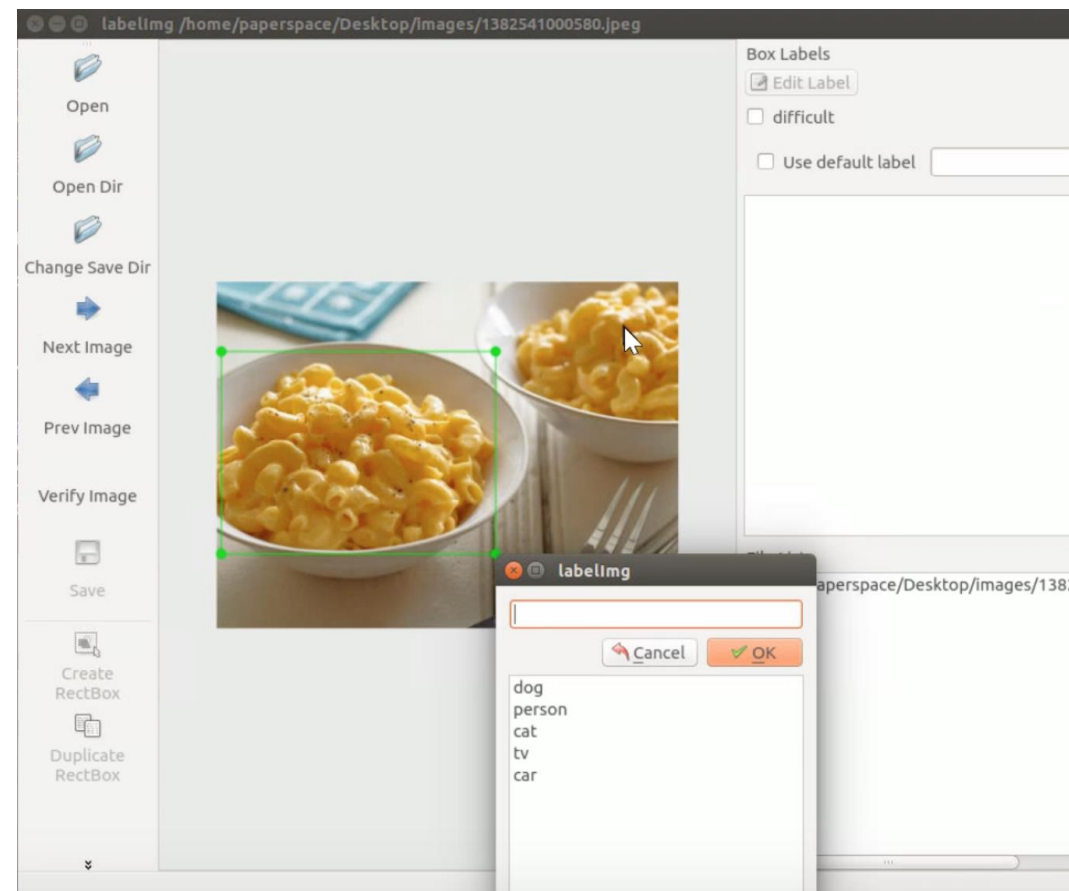 labelImg /home/paperspace/Desktop/images/1382541000580.jpeg
Open
Open Dir
Change Save Dir
Next Image
Prev Image
Verify Image
Save
Create
RectBox
Duplicate
RectBox
Box Labels
Edit Label
difficult
Use default label
aperspace/Desktop/images/138
labelImg
Cancel
OK
dog
person
cat
tv
car